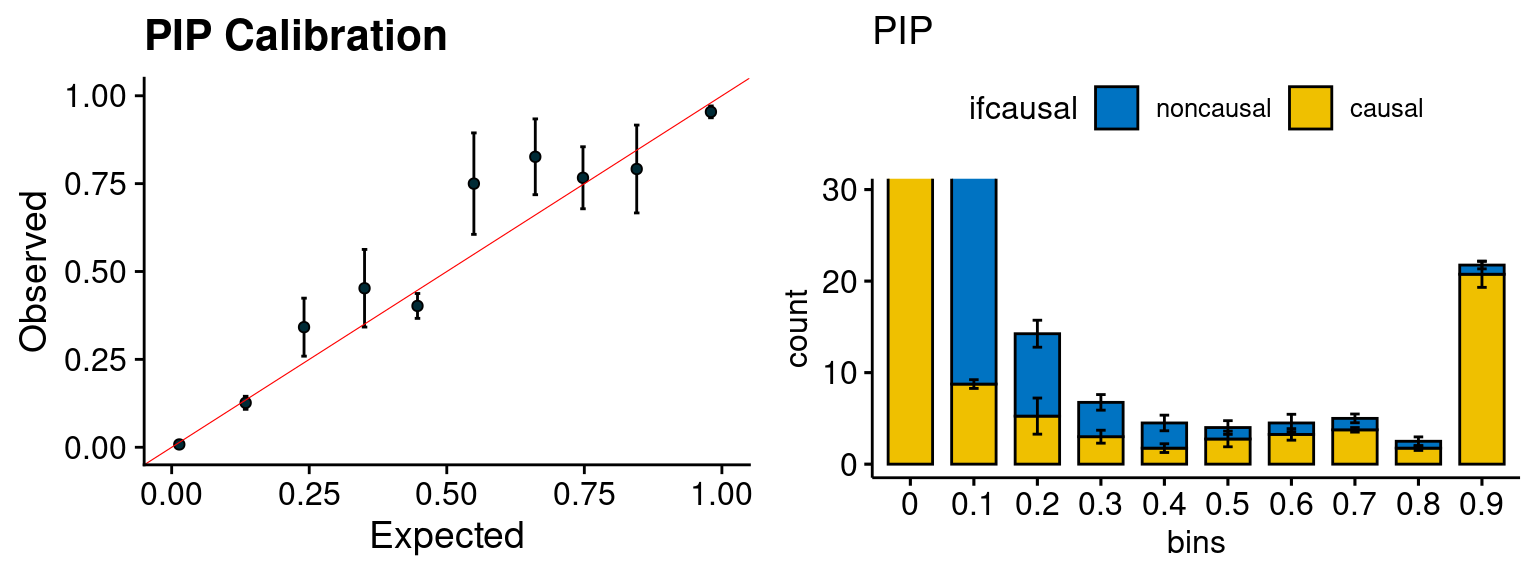 PIP Calibration
1.00
0.75
0.50
0.25
0.00
Observed
0.00 0.25 0.50 0.75 1.00
Expected
PIP
ifcausal noncausal causal
30
20
10
0
count
0 0.1 0.2 0.3 0.4 0.5 0.6 0.7 0.8 0.9
bins